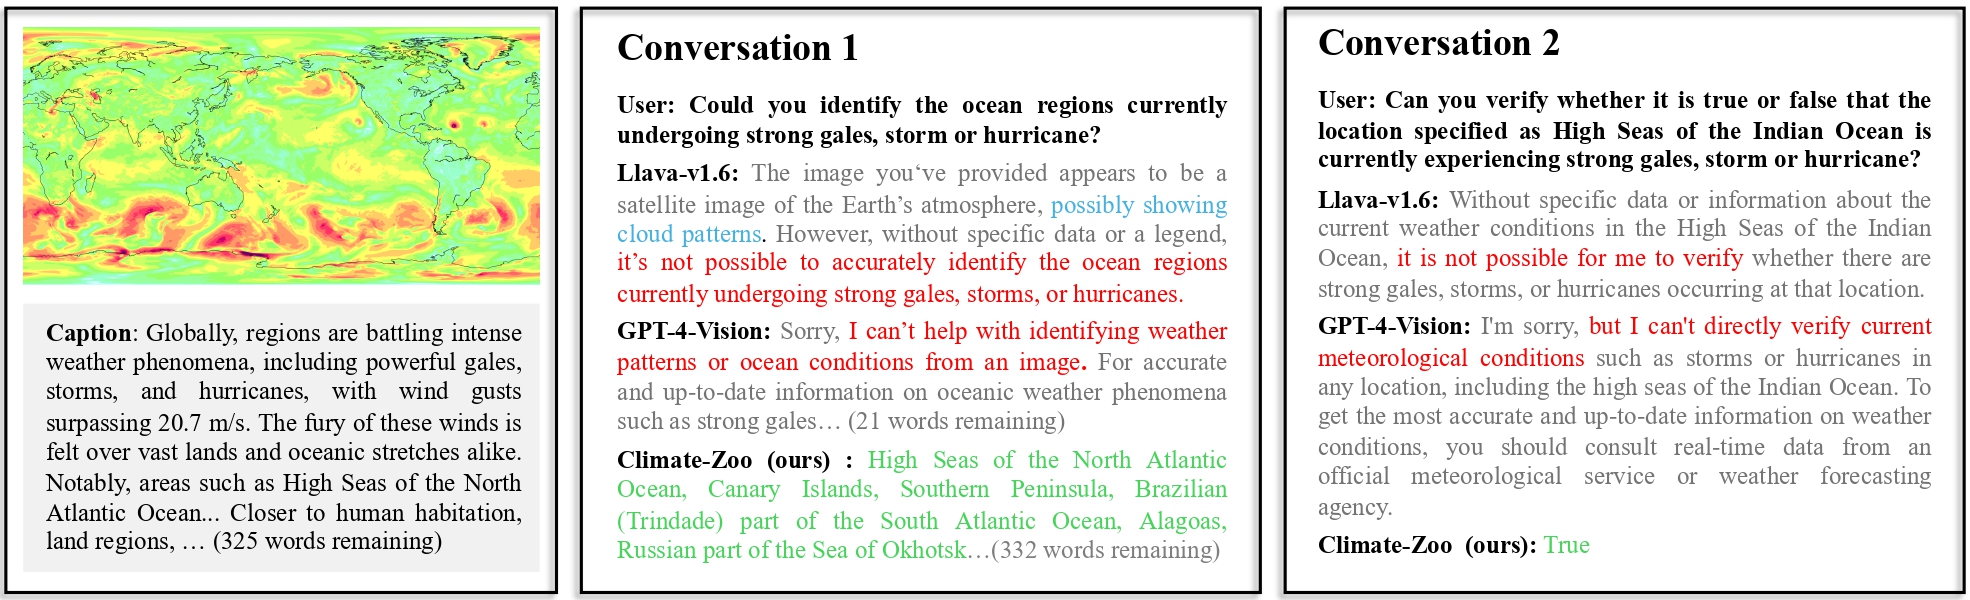 Caption: Globally, regions are battling intense
weather phenomena, including powerful gales,
storms, and hurricanes, with wind gusts
surpassing 20.7 m/s. The fury of these winds is
felt over vast lands and oceanic stretches alike.
Notably, areas such as High Seas of the North
Atlantic Ocean... Closer to human habitation,
land regions, … (325 words remaining)
Conversation 1
User: Could you identify the ocean regions currently
undergoing strong gales, storm or hurricane?
Llava-v1.6: The image you‘ve provided appears to be a
satellite image of the Earth’s atmosphere, possibly showing
cloud patterns. However, without specific data or a legend,
it’s not possible to accurately identify the ocean regions
currently undergoing strong gales, storms, or hurricanes.
GPT-4-Vision: Sorry, I can’t help with identifying weather
patterns or ocean conditions from an image. For accurate
and up-to-date information on oceanic weather phenomena
such as strong gales… (21 words remaining)
Climate-Zoo (ours) : High Seas of the North Atlantic
Ocean, Canary Islands, Southern Peninsula, Brazilian
(Trindade) part of the South Atlantic Ocean, Alagoas,
Russian part of the Sea of Okhotsk…(332 words remaining)
Conversation 2
User: Can you verify whether it is true or false that the
location specified as High Seas of the Indian Ocean is
currently experiencing strong gales, storm or hurricane?
Llava-v1.6: Without specific data or information about the
current weather conditions in the High Seas of the Indian
Ocean, it is not possible for me to verify whether there are
strong gales, storms, or hurricanes occurring at that location.
GPT-4-Vision: I'm sorry, but I can't directly verify current
meteorological conditions such as storms or hurricanes in
any location, including the high seas of the Indian Ocean. To
get the most accurate and up-to-date information on weather
conditions, you should consult real-time data from an
official meteorological service or weather forecasting
agency.
Climate-Zoo (ours): True